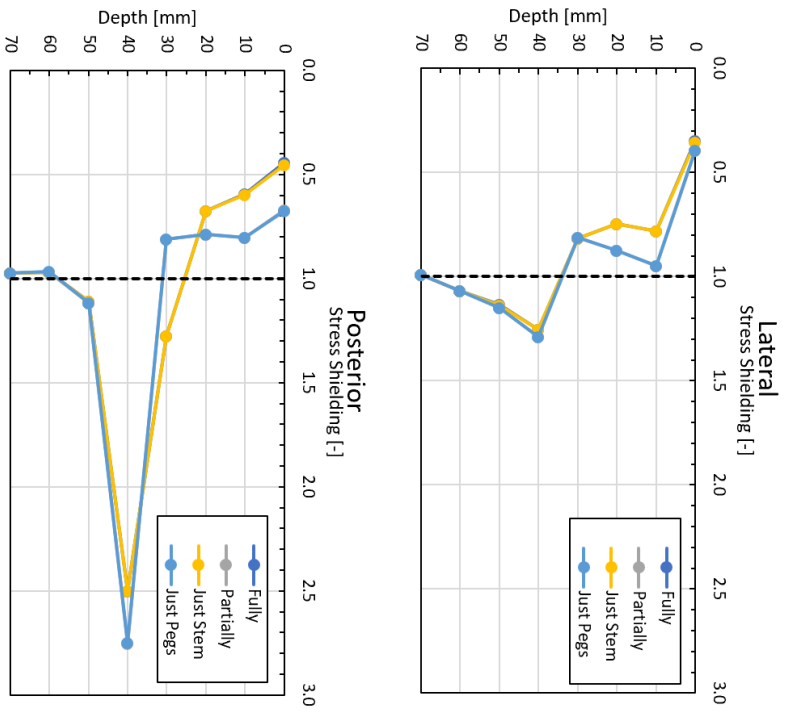 Lateral
Stress Shielding [-]
0.0
0.5
1.0
1.5
2.0
2.5
3.0
Depth [mm]
0
10
20
30
40
50
60
70
Fully
Partially
Just Stem
Just Pegs
Posterior
Stress Shielding [-]
0.0
0.5
1.0
1.5
2.0
2.5
3.0
Depth [mm]
0
10
20
30
40
50
60
70
Fully
Partially
Just Stem
Just Pegs